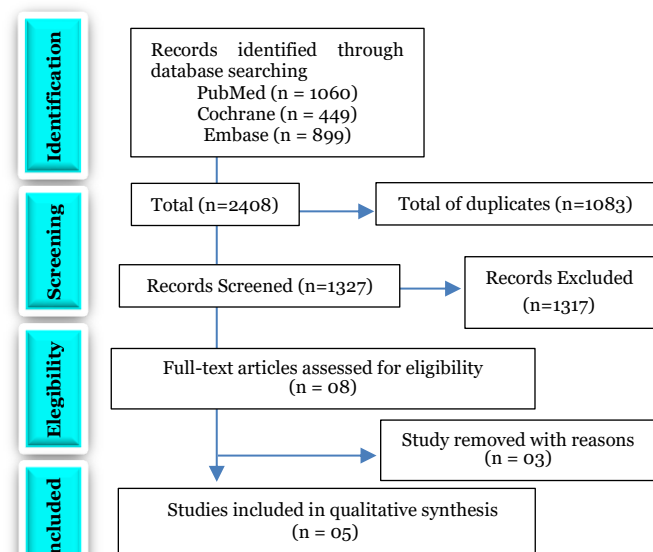 Identification
Records identified through
database searching
PubMed (n = 1060)
Cochrane (n = 449)
Embase (n = 899)
Screening
Total (n=2408)
Total of duplicates (n=1083)
Records Screened (n=1327)
Records Excluded
(n=1317)
Elegibility
Full-text articles assessed for eligibility
(n = 08)
Study removed with reasons
(n = 03)
ncluded
Studies included in qualitative synthesis
(n = 05)